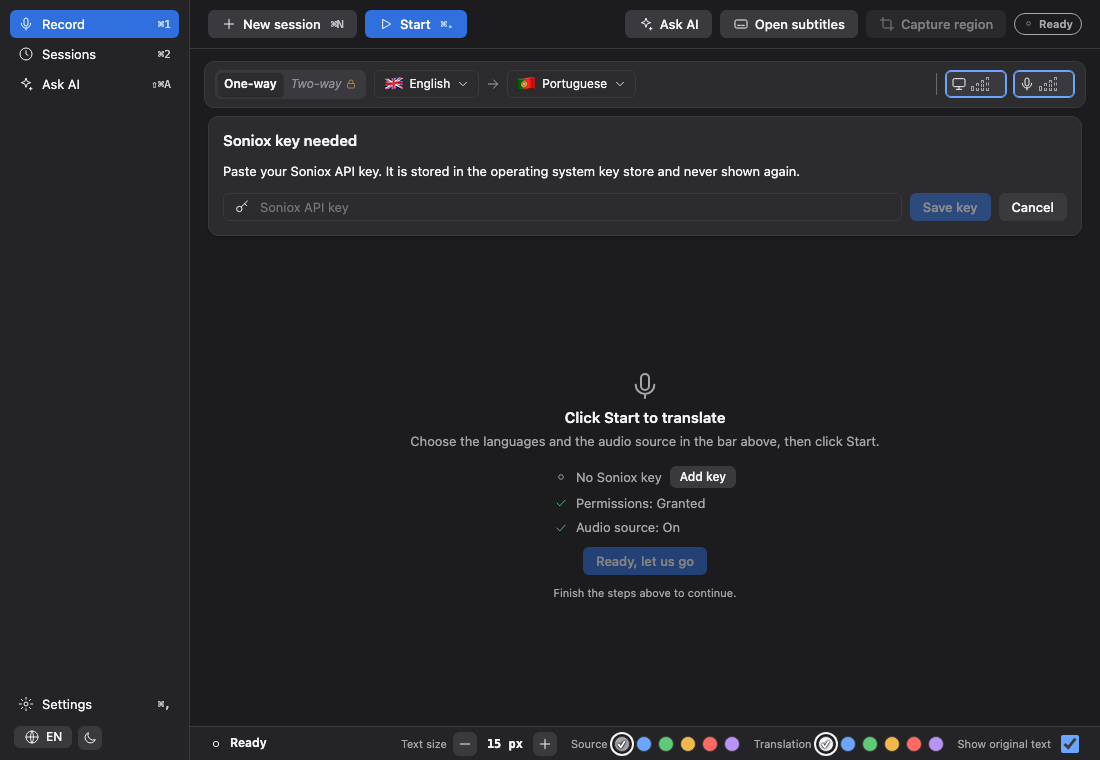 Record ⌘1
Sessions ⌘2
Ask AI ⇧⌘A
New session ⌘N
Start ⌘.
Ask AI
Open subtitles
Capture region
Ready
One-way
Two-way
English
Portuguese
Soniox key needed
Paste your Soniox API key. It is stored in the operating system key store and never shown again.
Soniox API key
Save key
Cancel
Click Start to translate
Choose the languages and the audio source in the bar above, then click Start.
No Soniox key
Add key
Permissions: Granted
Audio source: On
Ready, let us go
Finish the steps above to continue.
Settings ⌘,
EN
Ready
Text size
15 px
Source
Translation
Show original text